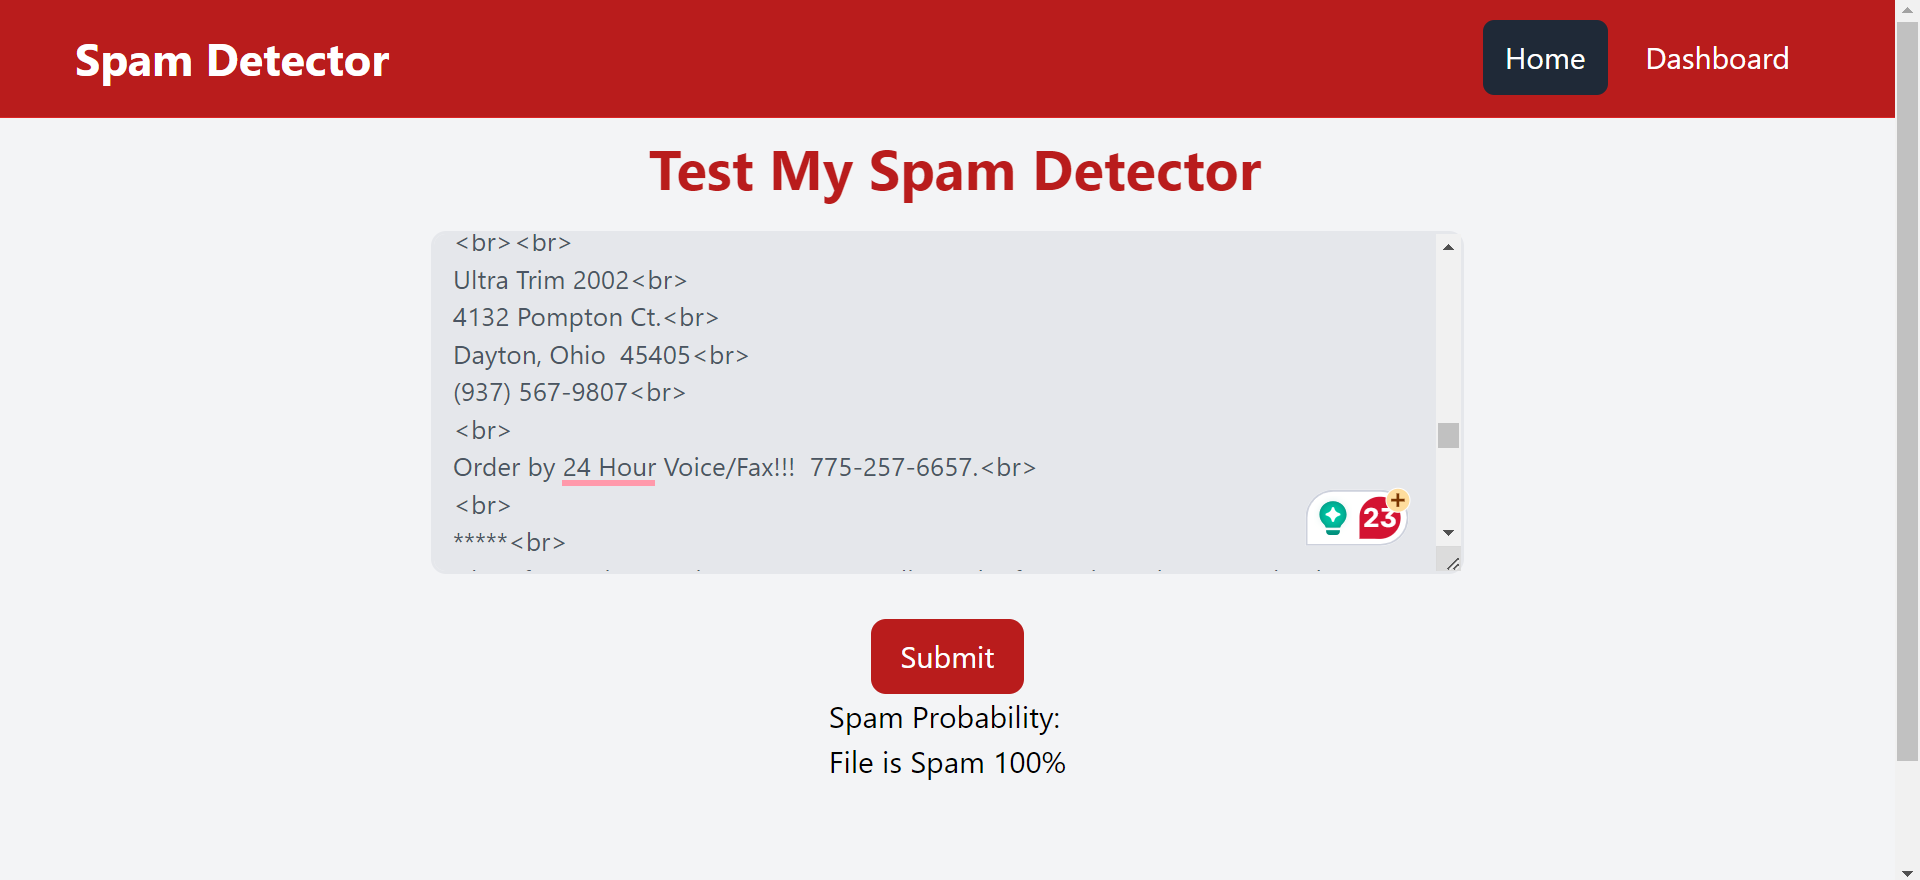 Spam Detector
Home
Dashboard
Test My Spam Detector
<br><br>
Ultra Trim 2002<br>
4132 Pompton Ct.<br>
Dayton, Ohio  45405<br>
(937) 567-9807<br>
<br>
Order by 24 Hour Voice/Fax!!!  775-257-6657.<br>
<br>
*****<br>
23
+
Submit
Spam Probability:
File is Spam 100%